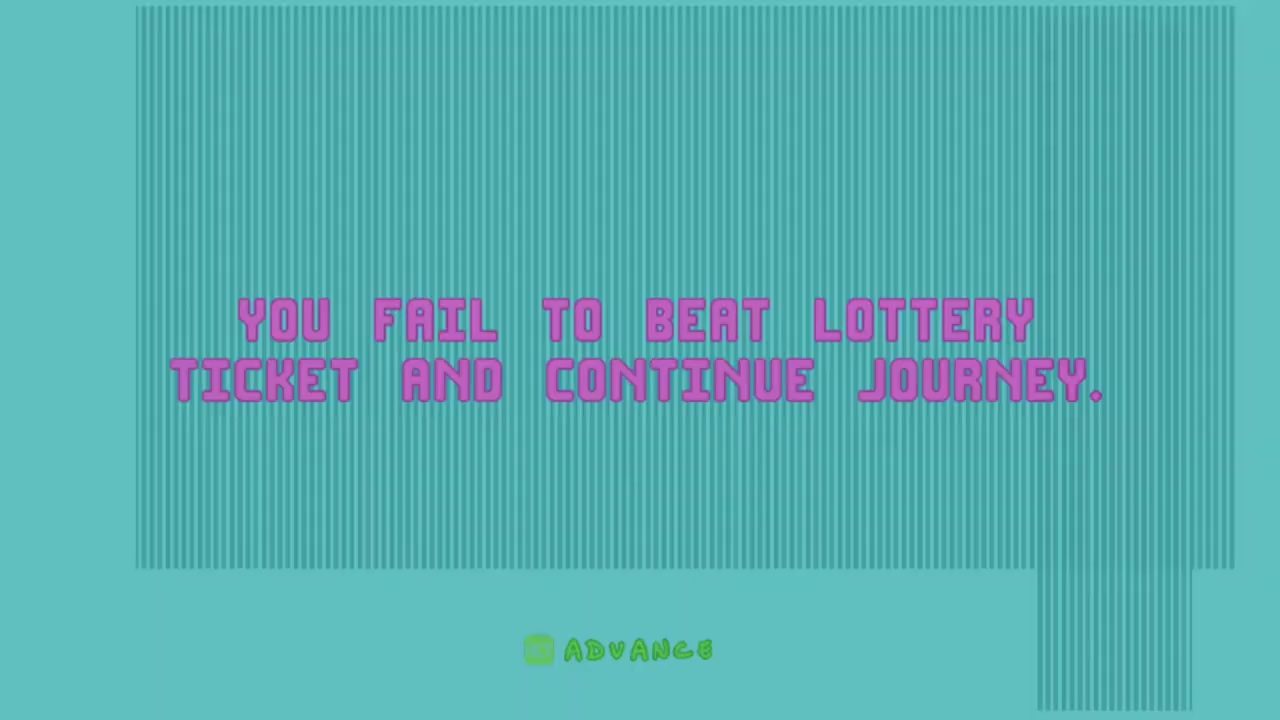 YOU FAIL TO BEAT LOTTERY
TICKET AND CONTINUE JOURNEY.
ADVANCE